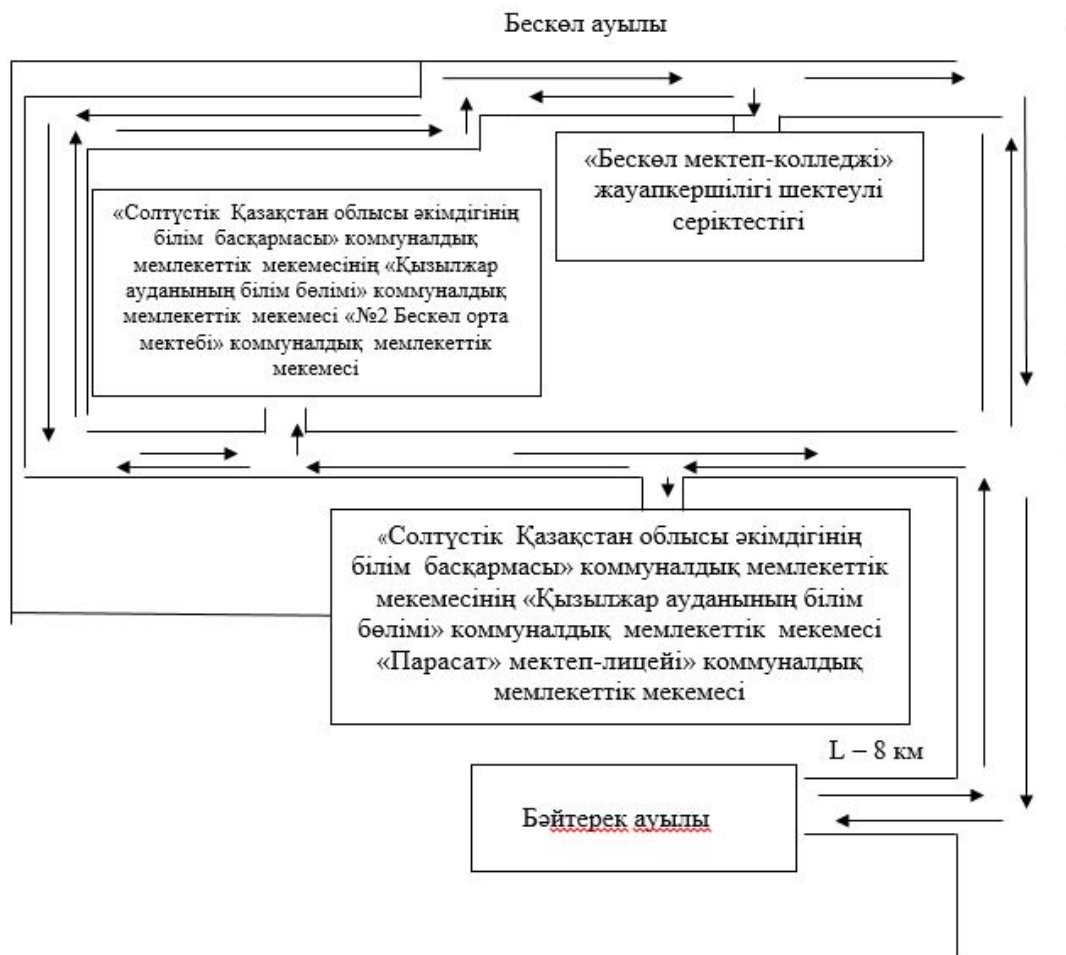 Бескөл ауылы
«Бескөл мектеп-колледжі»
жауапкершілігі шектеулі
серіктестігі
«Солтүстік Қазақстан облысы әкімдігінің
білім басқармасы» коммуналдық
мемлекеттік мекемесінің «Қызылжар
ауданының білім бөлімі» коммуналдық
мемлекеттік мекемесі «№2 Бескөл орта
мектебі» коммуналдық мемлекеттік
мекемесі
«Солтүстік Қазақстан облысы әкімдігінің
білім басқармасы» коммуналдық мемлекеттік
мекемесінің «Қызылжар ауданының білім
бөлімі» коммуналдық мемлекеттік мекемесі
«Парасат» мектеп-лицейі» коммуналдық
мемлекеттік мекемесі
L – 8 км
Бәйтерек ауылы